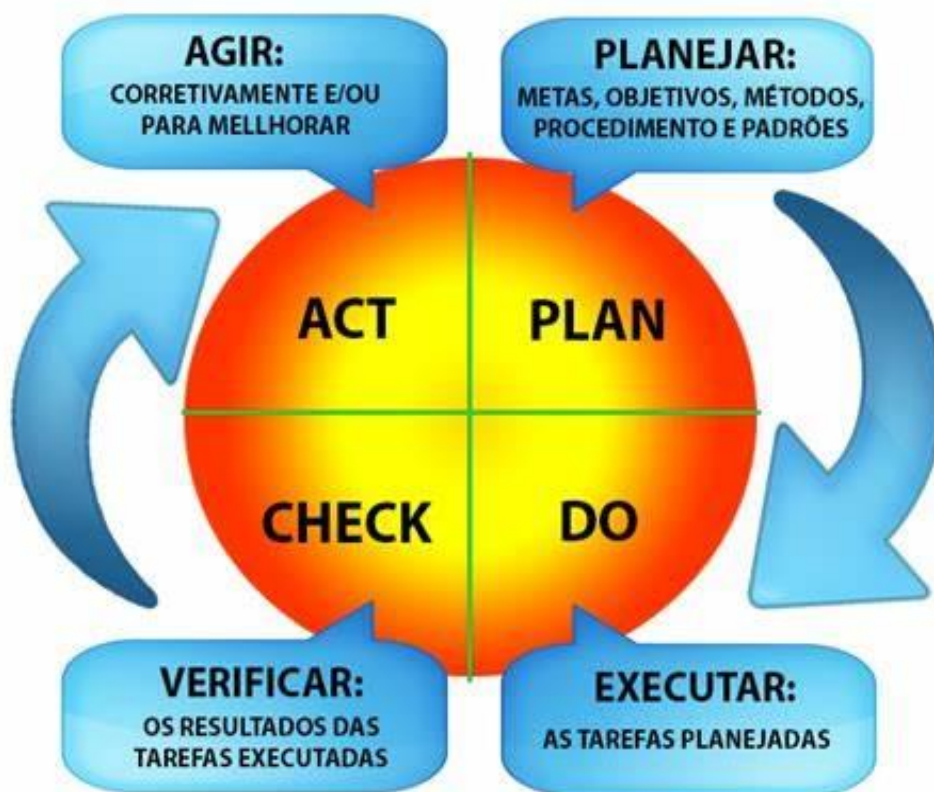 AGIR:
CORRETIVAMENTE E/OU
PARA MELLHORAR
PLANEJAR:
METAS, OBJETIVOS, MÉTODOS,
PROCEDIMENTO E PADRÕES
ACT
PLAN
CHECK
DO
VERIFICAR:
OS RESULTADOS DAS
TAREFAS EXECUTADAS
EXECUTAR:
AS TAREFAS PLANEJADAS